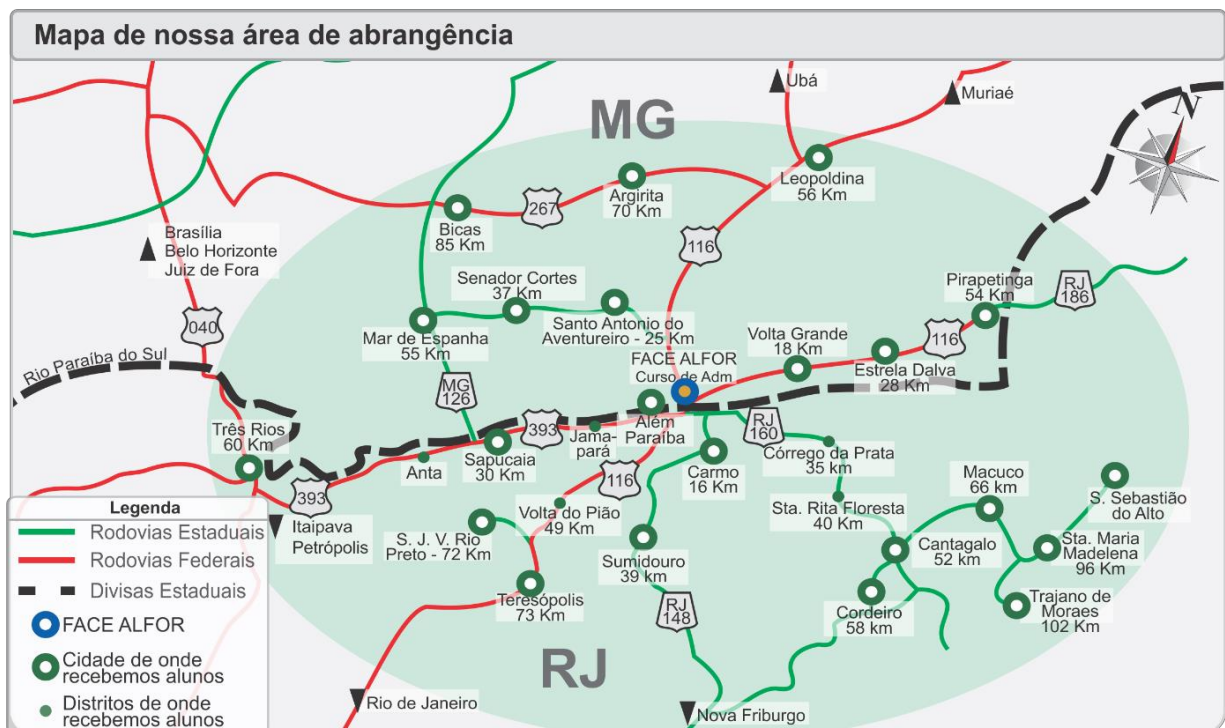 Mapa de nossa área de abrangência
MG
Ubá
Muriaé
N
Leopoldina
56 Km
Argirita
70 Km
267
Bicas
85 Km
116
Brasília
Belo Horizonte
Juiz de Fora
040
Senador Cortes
37 Km
Santo Antonio do
Aventureiro - 25 Km
Mar de Espanha
55 Km
MG
126
Pirapetinga
54 Km
RJ
186
116
Volta Grande
18 Km
Estrela Dalva
28 Km
FACE ALFOR
Curso de Adm
Rio Paraíba do Sul
Três Rios
60 Km
393
Itaipava
Petrópolis
Anta
Sapucaia
30 Km
393
Jama-
pará
Além
Paraíba
RJ
160
116
Carmo
16 Km
Córrego da Prata
35 km
Sta. Rita Floresta
40 Km
Volta do Pião
49 Km
S. J. V. Rio
Preto - 72 Km
Teresópolis
73 Km
Sumidouro
39 km
RJ
148
Macuco
66 km
Cantagalo
52 km
Cordeiro
58 km
S. Sebastião
do Alto
Sta. Maria
Madelena
96 Km
Trajano de
Moraes
102 Km
RJ
Rio de Janeiro
Nova Friburgo
Legenda
Rodovias Estaduais
Rodovias Federais
Divisas Estaduais
FACE ALFOR
Cidade de onde
recebemos alunos
Distritos de onde
recebemos alunos